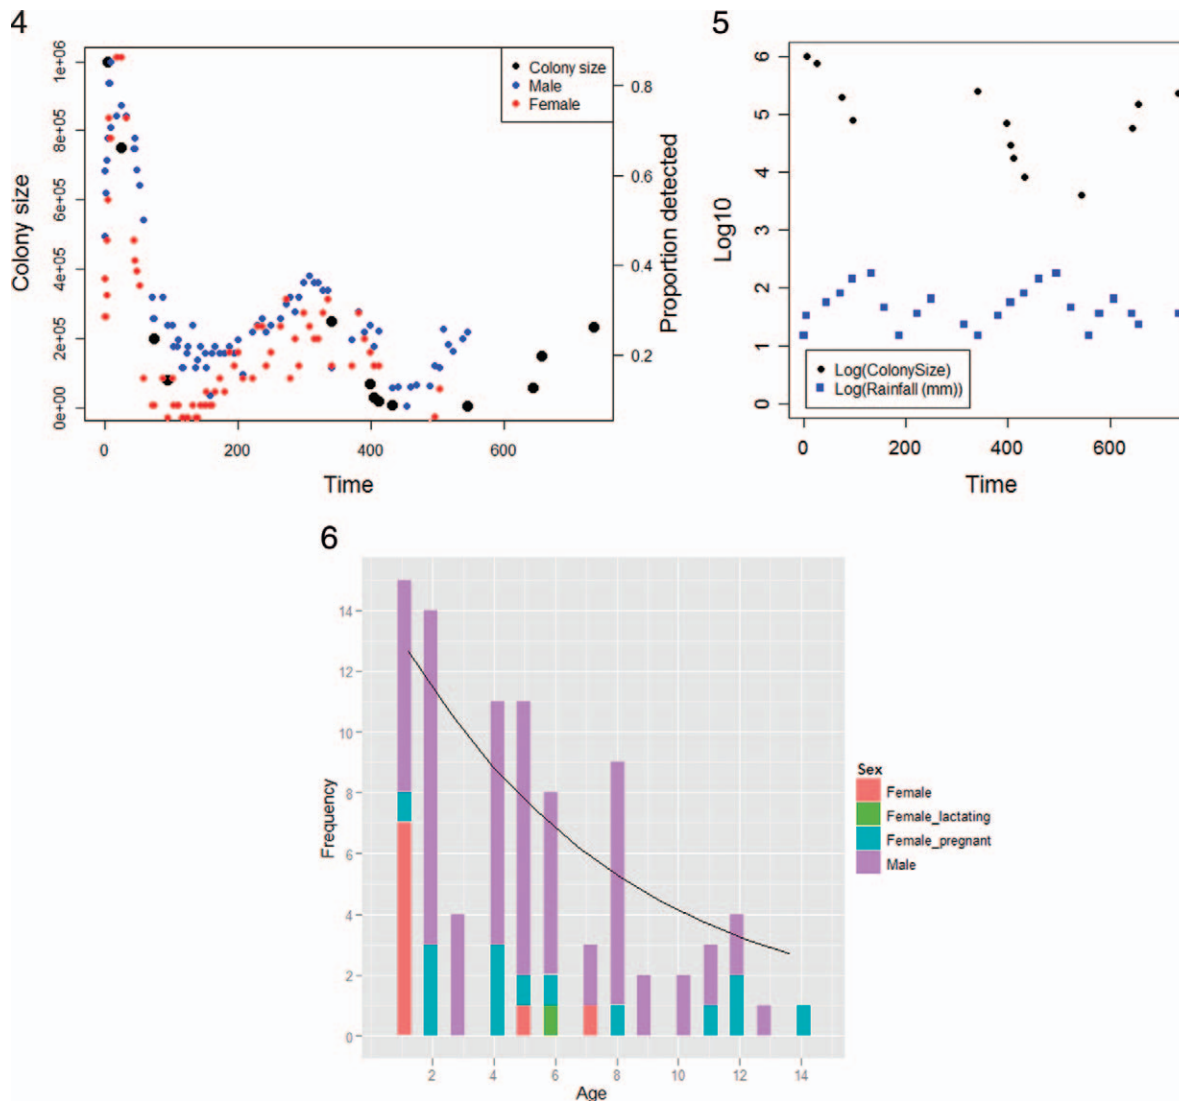 4
Colony size
0e+00 2e+05 4e+05 6e+05 8e+05 1e+06
Colony size
Male
Female
0.2 0.4 0.6 0.8
Proportion detected
0 200 400 600
Time
5
Log10
0 1 2 3 4 5 6
Log(ColonySize)
Log(Rainfall (mm))
0 200 400 600
Time
6
Frequency
0 2 4 6 8 10 12 14
2 4 6 8 10 12 14
Age
Sex
Female
Female_lactating
Female_pregnant
Male